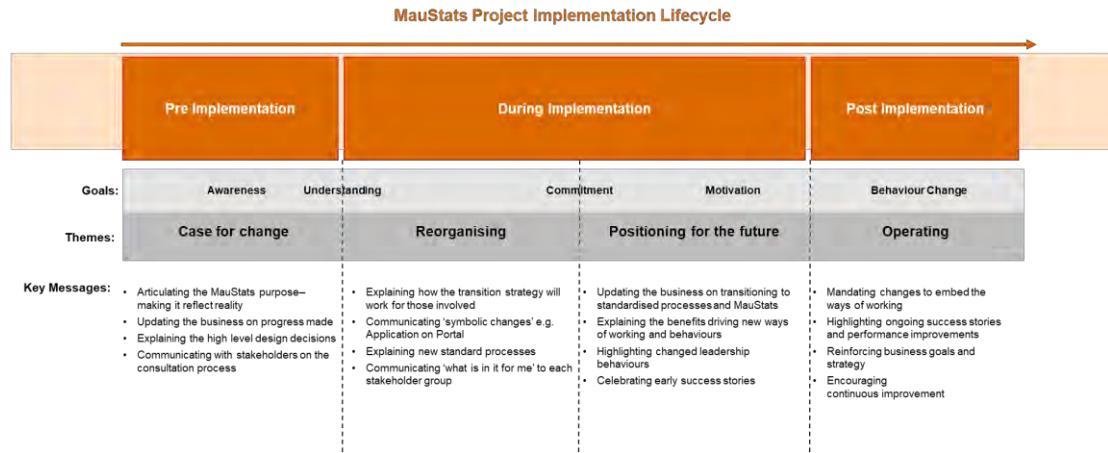 MauStats Project Implementation Lifecycle
Pre Implementation
During Implementation
Post Implementation
Goals:
Awareness
Understanding
Commitment
Motivation
Behaviour Change
Themes:
Case for change
Reorganising
Positioning for the future
Operating
Key Messages:
• Articulating the MauStats purpose–
making it reflect reality
• Updating the business on progress made
• Explaining the high level design decisions
• Communicating with stakeholders on the
consultation process
• Explaining how the transition strategy will
work for those involved
• Communicating ‘symbolic changes’ e.g.
Application on Portal
• Explaining new standard processes
• Communicating ‘what is in it for me’ to each
stakeholder group
• Updating the business on transitioning to
standardised processes and MauStats
• Explaining the benefits driving new ways
of working and behaviours
• Highlighting changed leadership
behaviours
• Celebrating early success stories
• Mandating changes to embed the
ways of working
• Highlighting ongoing success stories
and performance improvements
• Reinforcing business goals and
strategy
• Encouraging
continuous improvement